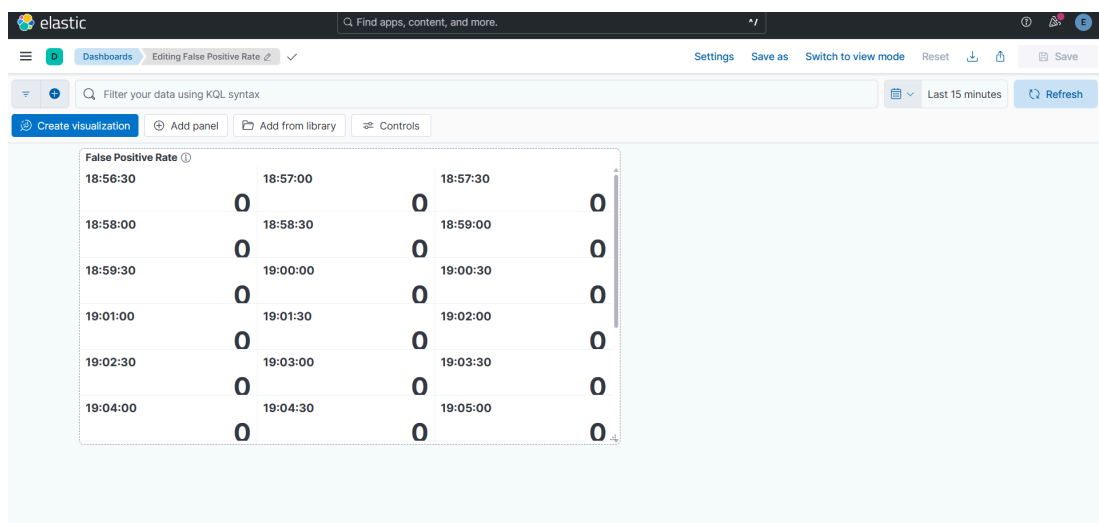 elastic
Find apps, content, and more.
^/
E
D
Dashboards
Editing False Positive Rate
Settings
Save as
Switch to view mode
Reset
Save
Filter your data using KQL syntax
Last 15 minutes
Refresh
Create visualization
Add panel
Add from library
Controls
False Positive Rate
18:56:30 18:57:00 18:57:30
0 0 0
18:58:00 18:58:30 18:59:00
0 0 0
18:59:30 19:00:00 19:00:30
0 0 0
19:01:00 19:01:30 19:02:00
0 0 0
19:02:30 19:03:00 19:03:30
0 0 0
19:04:00 19:04:30 19:05:00
0 0 0